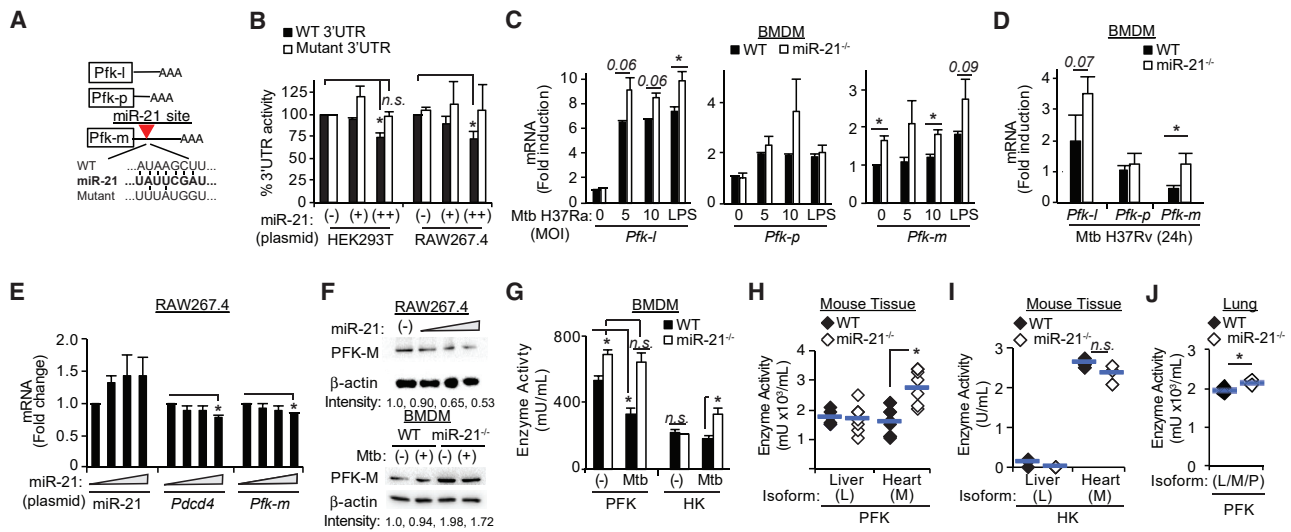 A
Pfk-l
AAA
Pfk-p
AAA
miR-21 site
Pfk-m
AAA
WT ...AUAAGCUU...
miR-21 ...UAUUCGAU...
Mutant ...UUUAUGGU...
B
WT 3'UTR
Mutant 3'UTR
% 3'UTR activity
125
100
75
50
25
0
n.s.
*
*
miR-21: (-) (+) (++) (-) (+) (++)
(plasmid) HEK293T RAW267.4
C
BMDM
WT miR-21-/-
mRNA
(Fold induction)
10
8
6
4
2
0
0.06
0.06
*
4
2
0
3
2
1
0
*
*
0.09
Mtb H37Ra: 0 5 10 LPS 0 5 10 LPS 0 5 10 LPS
(MOI) Pfk-l Pfk-p Pfk-m
D
BMDM
WT
miR-21-/-
mRNA
(Fold induction)
4
3
2
1
0
0.07
*
Pfk-l Pfk-p Pfk-m
Mtb H37Rv (24h)
E
RAW267.4
mRNA
(Fold change)
2.0
1.5
1.0
0.5
0
*
*
miR-21:
(plasmid) miR-21 Pdcd4 Pfk-m
F
RAW267.4
miR-21: (-)
PFK-M
β-actin
Intensity: 1.0, 0.90, 0.65, 0.53
BMDM
WT miR-21-/-
Mtb: (-) (+) (-) (+)
PFK-M
β-actin
Intensity: 1.0, 0.94, 1.98, 1.72
G
BMDM
WT
miR-21-/-
Enzyme Activity
(mU/mL)
800
400
0
*
n.s.
*
n.s.
*
(-) Mtb (-) Mtb
PFK HK
H
Mouse Tissue
WT
miR-21-/-
Enzyme Activity
(mU x10³/mL)
4
3
2
1
0
*
Liver Heart
Isoform: (L) (M)
PFK
I
Mouse Tissue
WT
miR-21-/-
Enzyme Activity
(U/mL)
3
2
1
0
n.s.
Liver Heart
Isoform: (L) (M)
HK
J
Lung
WT
miR-21-/-
Enzyme Activity
(mU x10³/mL)
3
2
1
0
*
Isoform: (L/M/P)
PFK